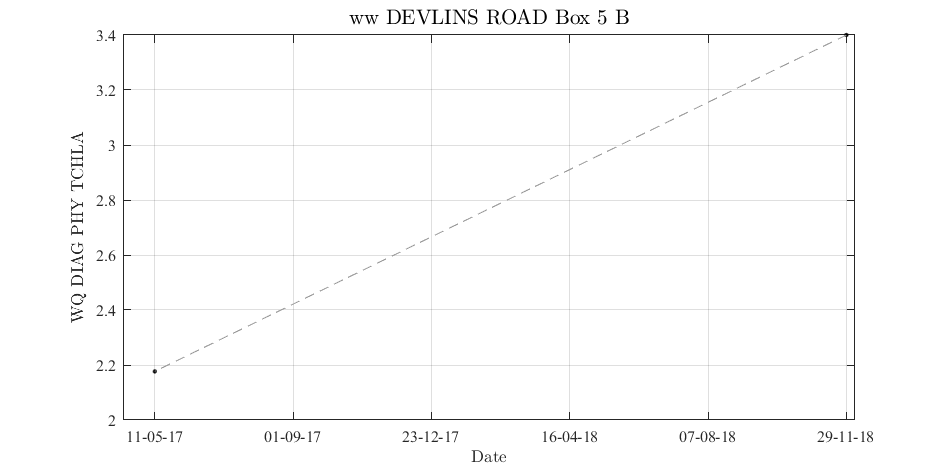 ww DEVLINS ROAD Box 5 B
WQ DIAG PHY TCHLA
3.4
3.2
3
2.8
2.6
2.4
2.2
2
11-05-17 01-09-17 23-12-17 16-04-18 07-08-18 29-11-18
Date